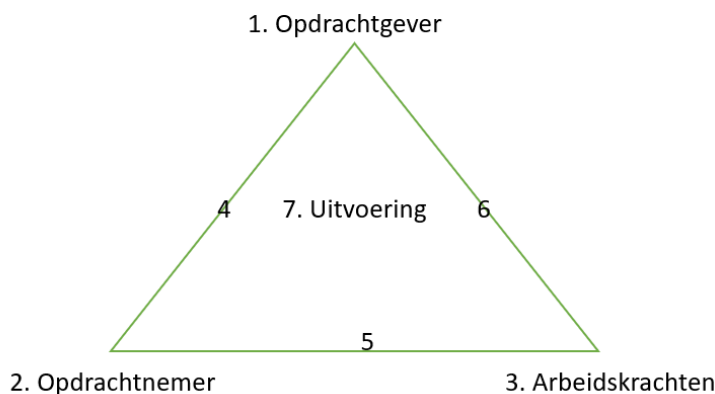 1. Opdrachtgever
4
7. Uitvoering
6
5
2. Opdrachtnemer
3. Arbeidskrachten